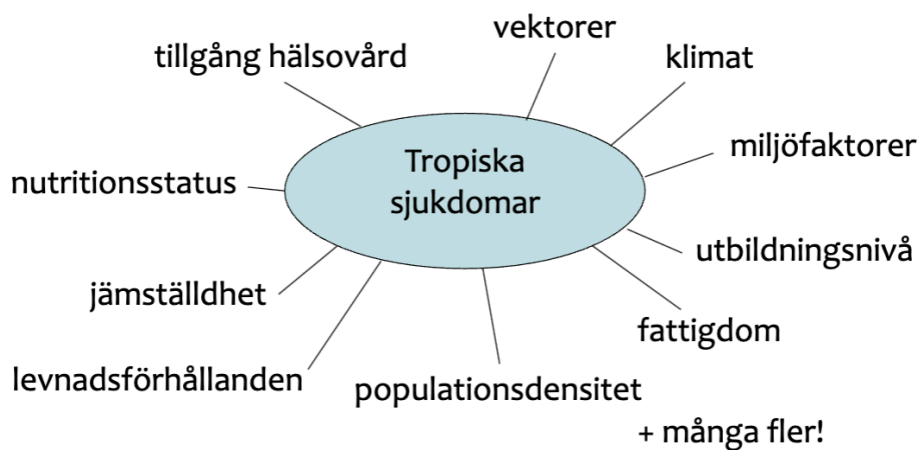 vektorer
tillgång hälsovård
klimat
Tropiska
sjukdomar
miljöfaktorer
nutritionsstatus
utbildningsnivå
jämställdhet
fattigdom
levnadsförhållanden
populationsdensitet
+ många fler!